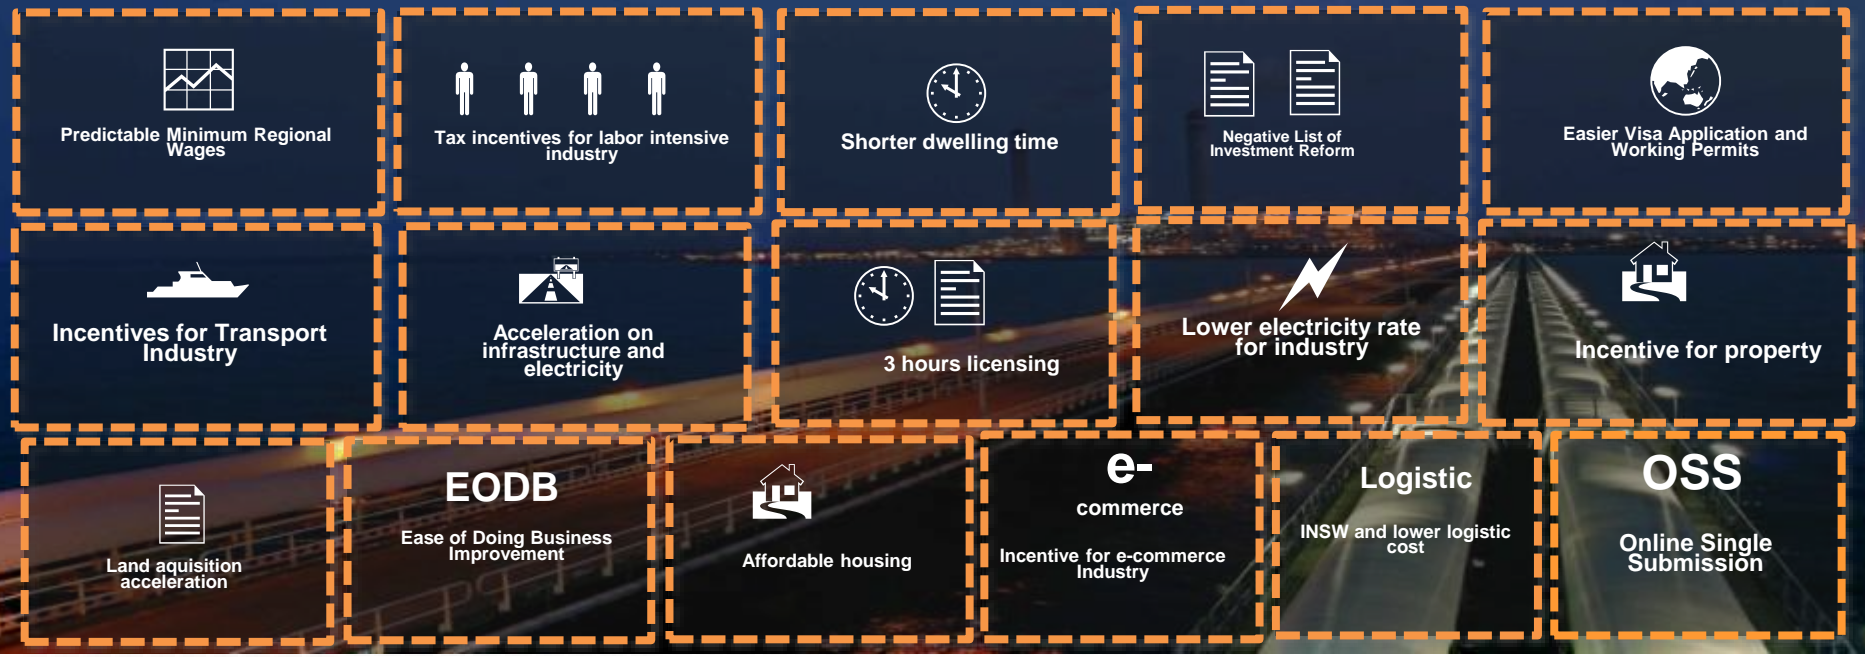 Predictable Minimum Regional
Wages
Tax incentives for labor intensive
industry
Shorter dwelling time
Negative List of
Investment Reform
Easier Visa Application and
Working Permits
Incentives for Transport
Industry
Acceleration on
infrastructure and
electricity
3 hours licensing
Lower electricity rate
for industry
Incentive for property
Land aquisition
acceleration
EODB
Ease of Doing Business
Improvement
Affordable housing
e-
commerce
Incentive for e-commerce
Industry
Logistic
INSW and lower logistic
cost
OSS
Online Single
Submission